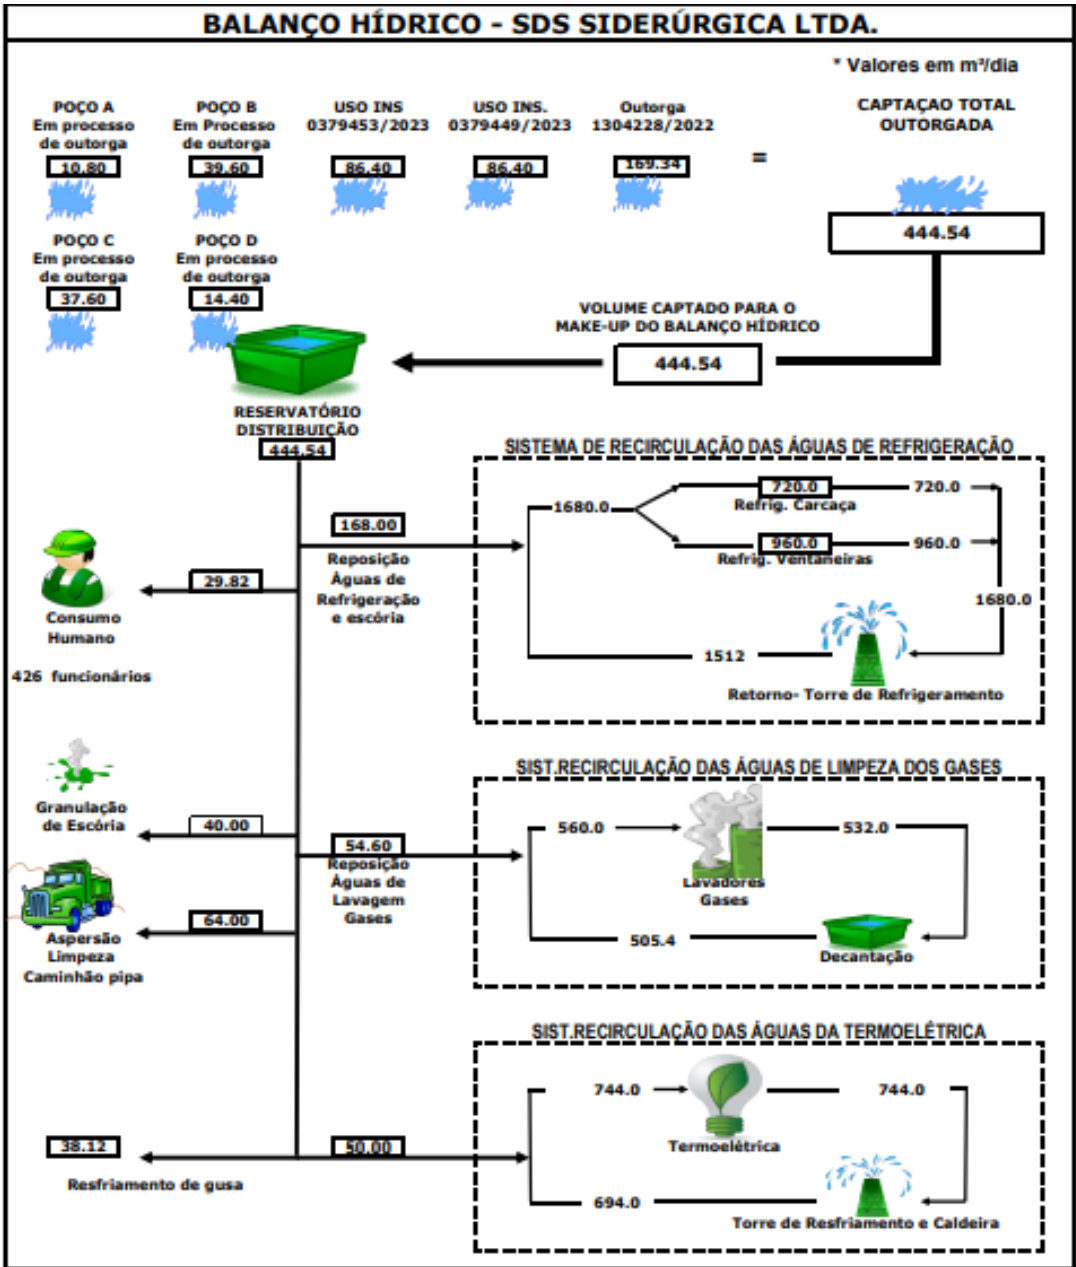 BALANÇO HÍDRICO - SDS SIDERÚRGICA LTDA.
* Valores em m³/dia
POÇO A
Em processo
de outorga
10.80
POÇO B
Em Processo
de outorga
39.60
USO INS
0379453/2023
86.40
USO INS.
0379449/2023
86.40
Outorga
1304228/2022
169.34
=
CAPTAÇAO TOTAL
OUTORGADA
444.54
POÇO C
Em processo
de outorga
37.60
POÇO D
Em processo
de outorga
14.40
VOLUME CAPTADO PARA O
MAKE-UP DO BALANÇO HÍDRICO
444.54
RESERVATÓRIO
DISTRIBUIÇÃO
444.54
SISTEMA DE RECIRCULAÇÃO DAS ÁGUAS DE REFRIGERAÇÃO
1680.0
720.0
720.0
Refrig. Carcaça
960.0
960.0
Refrig. Ventaneiras
1680.0
1512
Retorno- Torre de Refrigeramento
168.00
Reposição
Águas de
Refrigeração
e escória
29.82
Consumo
Humano
426 funcionários
Granulação
de Escória
40.00
SIST.RECIRCULAÇÃO DAS ÁGUAS DE LIMPEZA DOS GASES
560.0
532.0
Lavadores
Gases
505.4
Decantação
54.60
Reposição
Águas de
Lavagem
Gases
64.00
Aspersão
Limpeza
Caminhão pipa
SIST.RECIRCULAÇÃO DAS ÁGUAS DA TERMOELÉTRICA
744.0
744.0
Termoelétrica
694.0
Torre de Resfriamento e Caldeira
38.12
50.00
Resfriamento de gusa